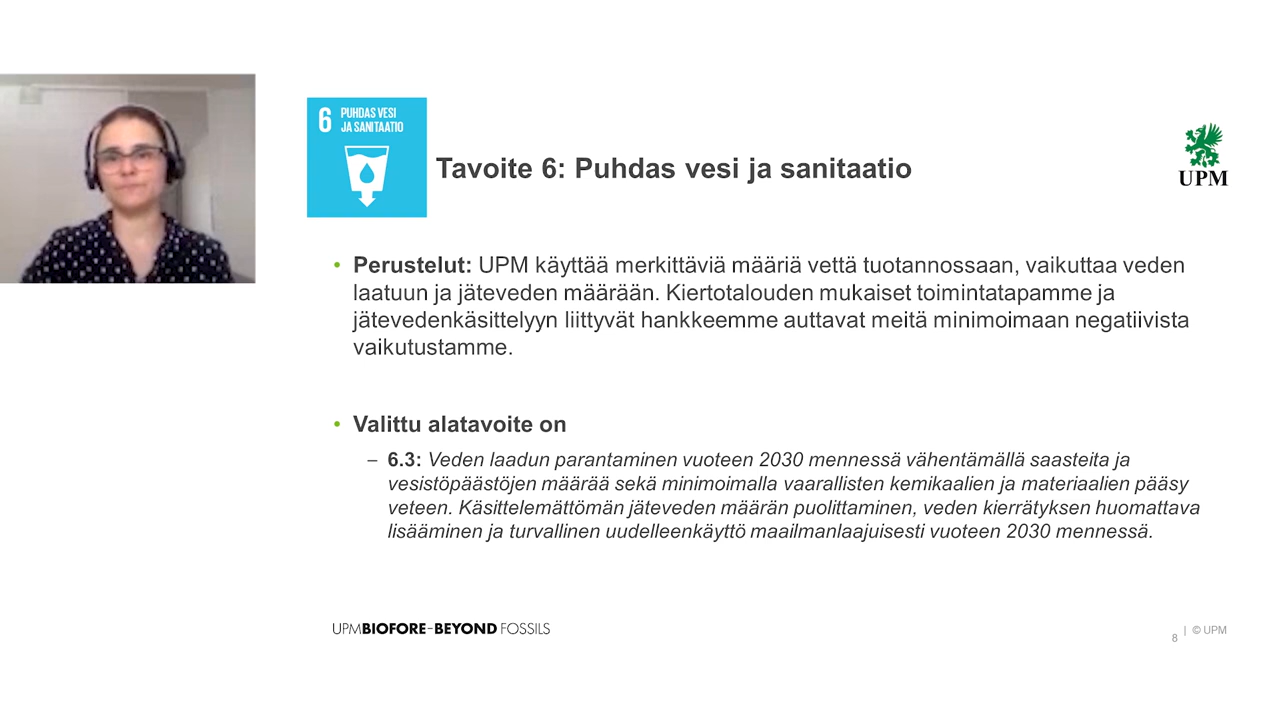 6 PUHDAS VESI
JA SANITAATIO
Tavoite 6: Puhdas vesi ja sanitaatio
UPM
• Perustelut: UPM käyttää merkittäviä määriä vettä tuotannossaan, vaikuttaa veden
laatuun ja jäteveden määrään. Kiertotalouden mukaiset toimintatapamme ja
jätevedenkäsittelyyn liittyvät hankkeemme auttavat meitä minimoimaan negatiivista
vaikutustamme.
• Valittu alatavoite on
– 6.3: Veden laadun parantaminen vuoteen 2030 mennessä vähentämällä saasteita ja
vesistöpäästöjen määrää sekä minimoimalla vaarallisten kemikaalien ja materiaalien pääsy
veteen. Käsittelemättömän jäteveden määrän puolittaminen, veden kierrätyksen huomattava
lisääminen ja turvallinen uudelleenkäyttö maailmanlaajuisesti vuoteen 2030 mennessä.
UPM BIOFORE–BEYOND FOSSILS
8 | © UPM